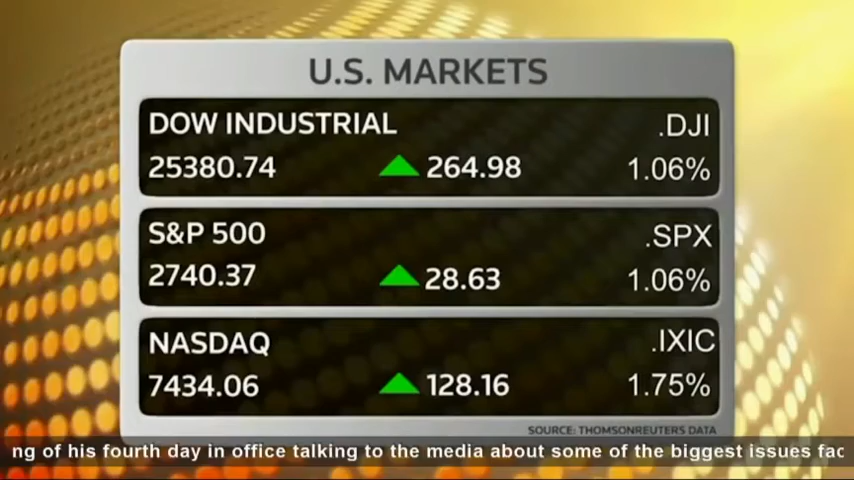 U.S. MARKETS
DOW INDUSTRIAL .DJI
25380.74 264.98 1.06%
S&P 500 .SPX
2740.37 28.63 1.06%
NASDAQ .IXIC
7434.06 128.16 1.75%
SOURCE: THOMSONREUTERS DATA
ng of his fourth day in office talking to the media about some of the biggest issues fac